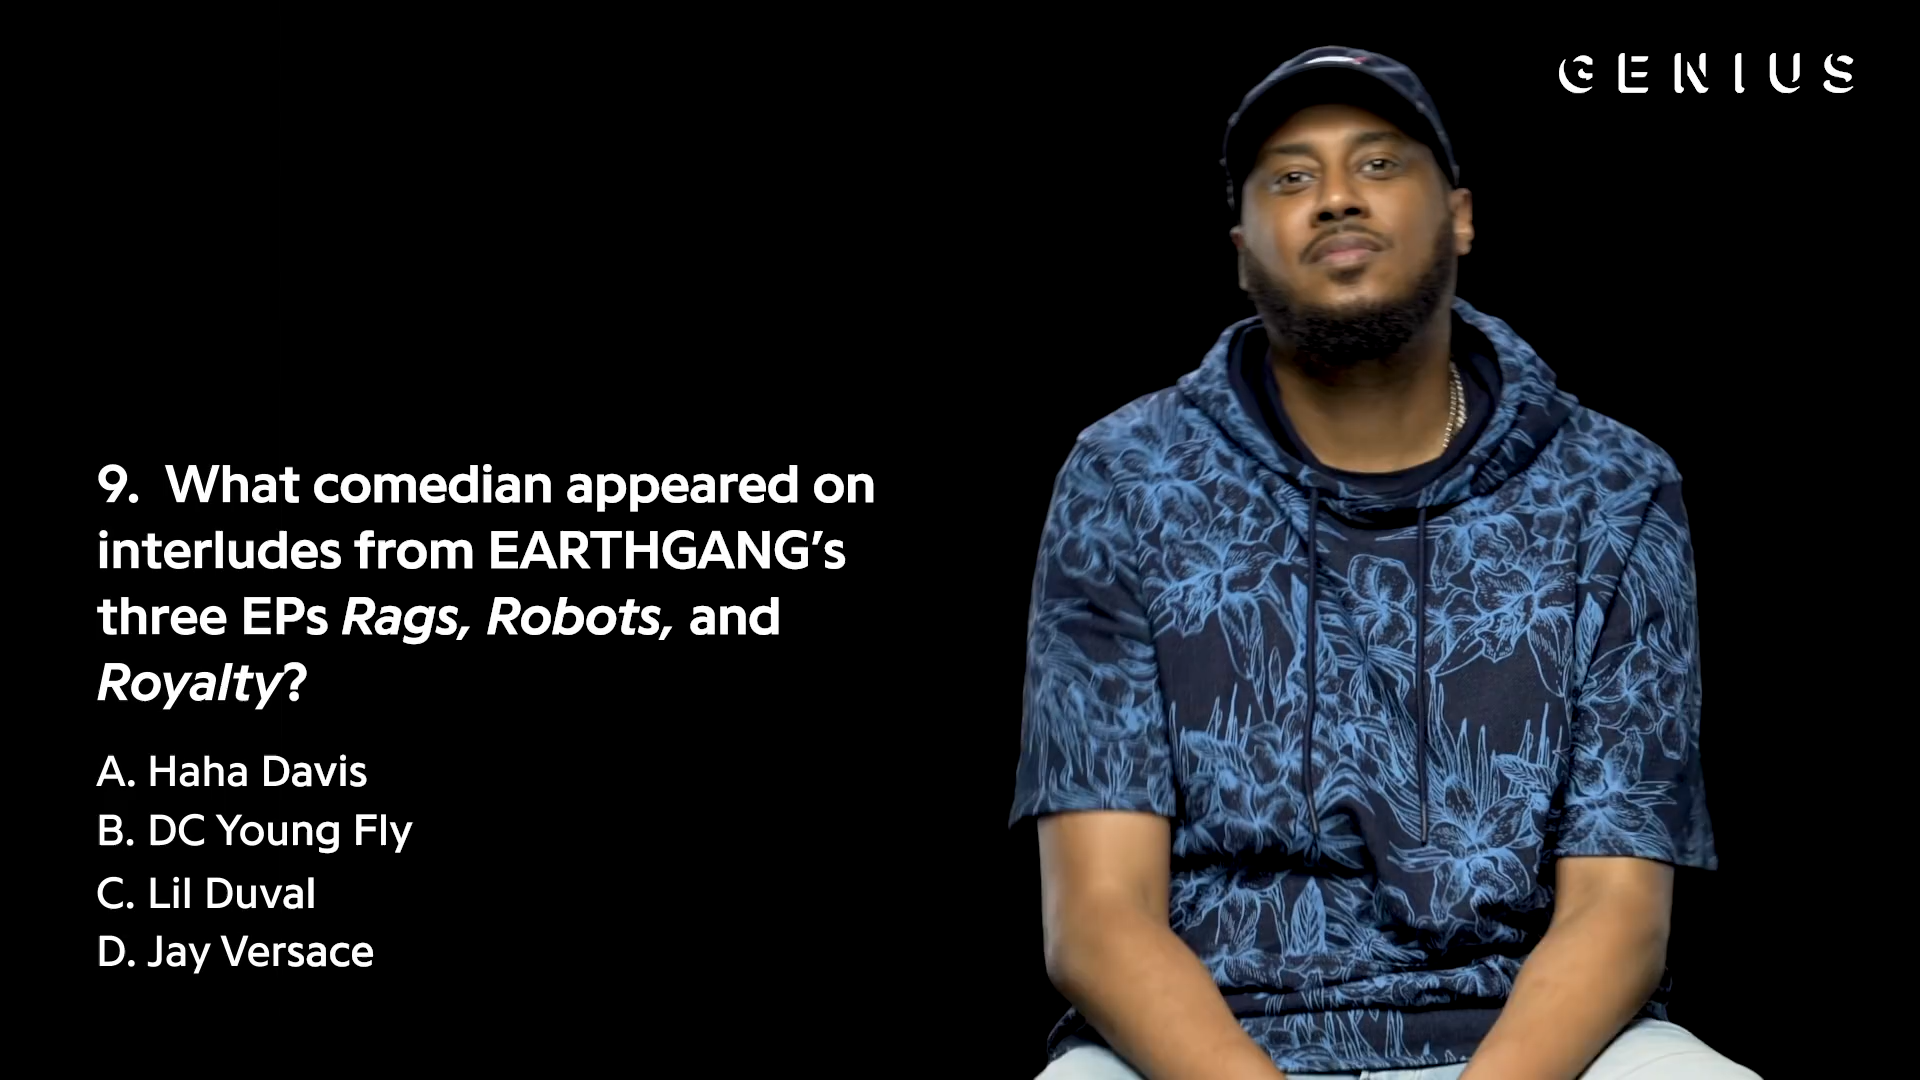 GENIUS
9. What comedian appeared on
interludes from EARTHGANG’s
three EPs Rags, Robots, and
Royalty?
A. Haha Davis
B. DC Young Fly
C. Lil Duval
D. Jay Versace